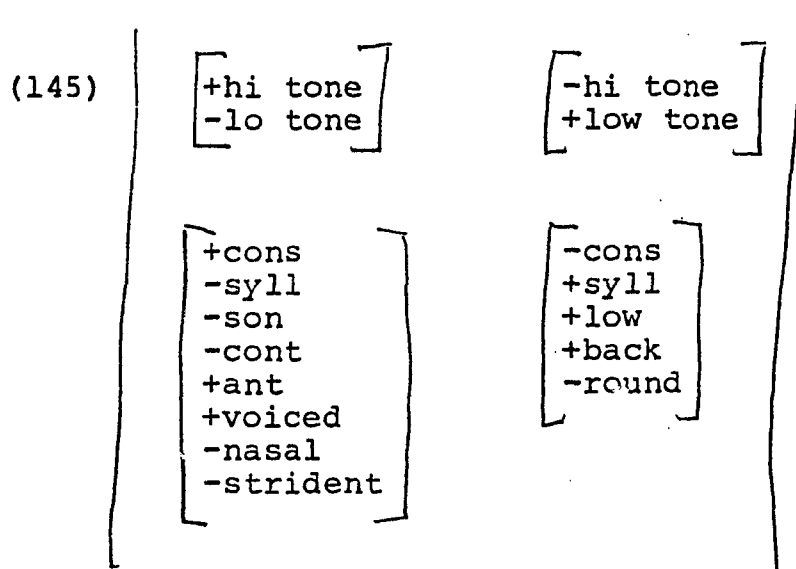 (145) +hi tone -hi tone
-lo tone +low tone
+cons -cons
-syll +syll
-son +low
-cont +back
+ant -round
+voiced
-nasal
-strident